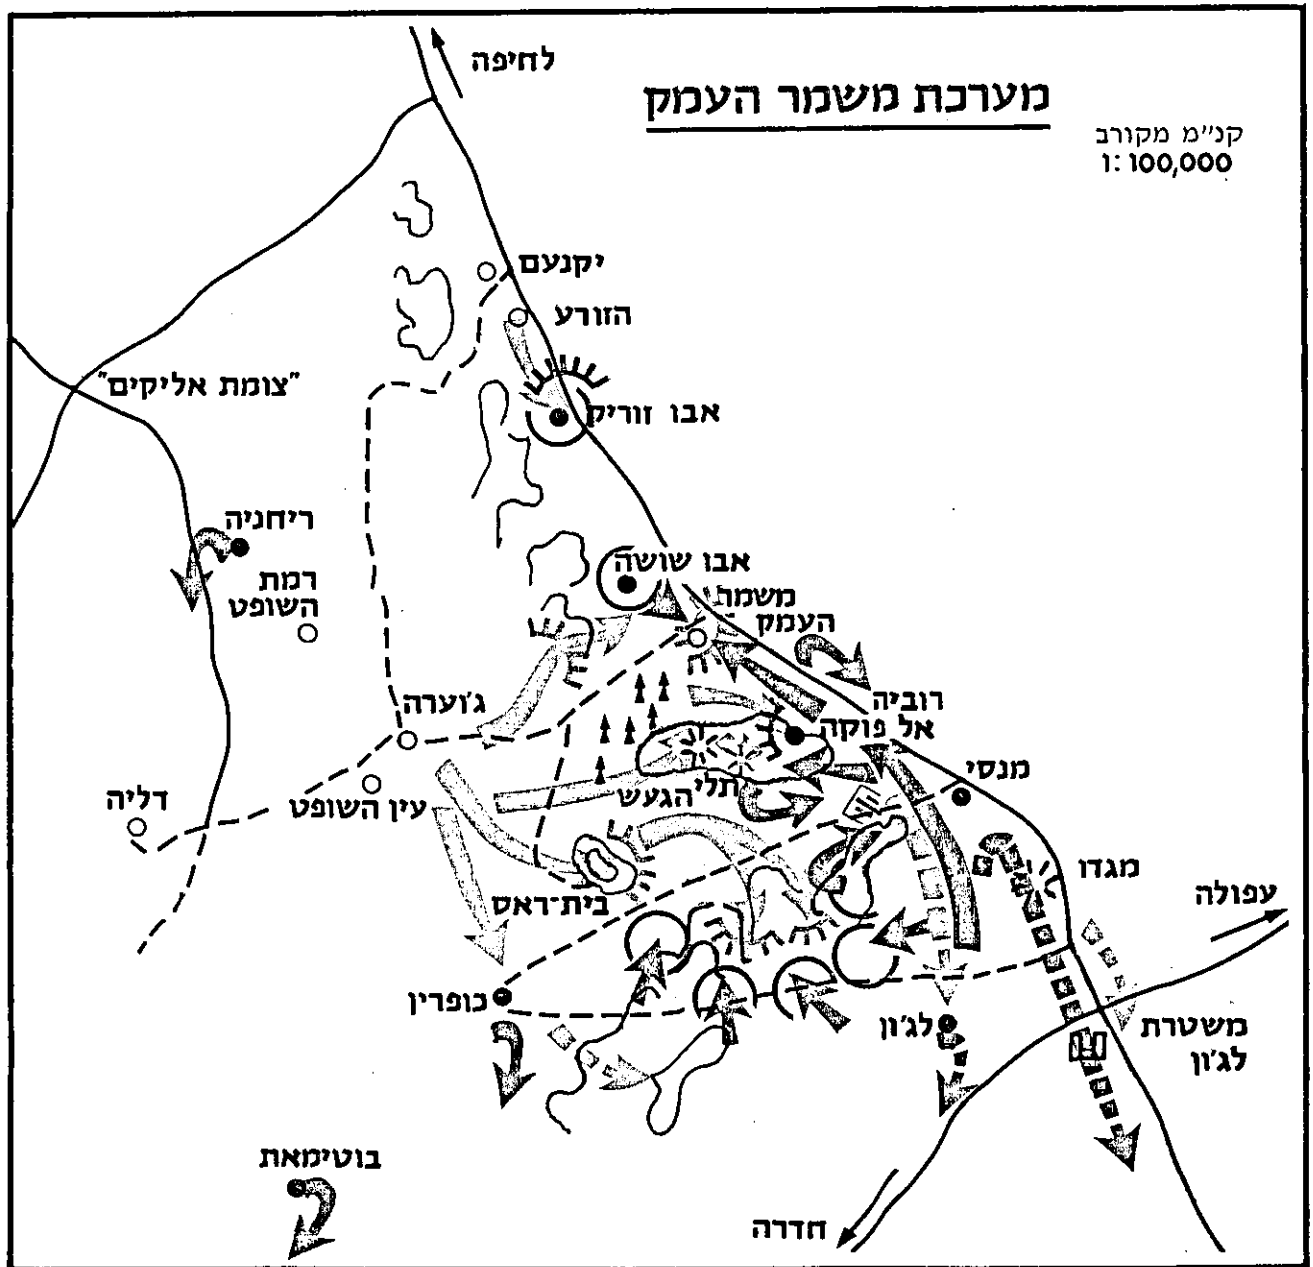 לחיפה
מערכת משמר העמק
קנ"מ מקורב
1:100,000
יקנעם
הזורע
"צומת אליקים"
אבו זוריק
ריחניה
אבו שושה
רמת
השופט
משמר
העמק
ג'וערה
רוביה
אל פוקה
מנסי
תלי הגעש
עין השופט
דליה
מגדו
עפולה
בית-ראס
כופרין
לג'ון
משטרת
לג'ון
בוטימאת
חדרה